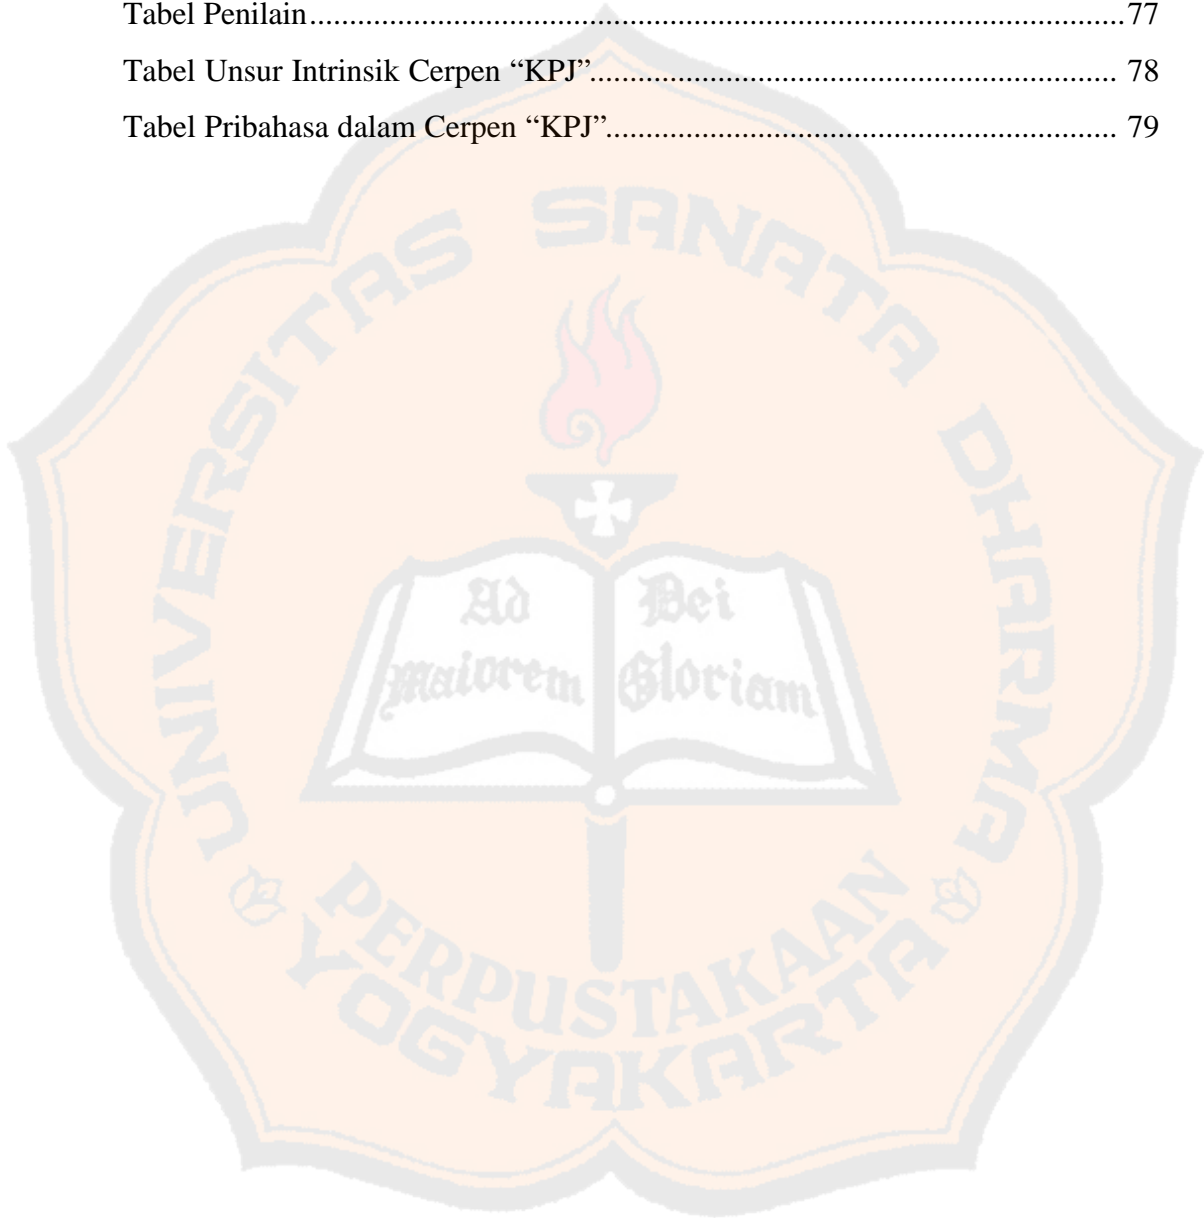 Tabel Penilain.......................................................................................................77
Tabel Unsur Intrinsik Cerpen “KPJ”.................................................................. 78
Tabel Pribahasa dalam Cerpen “KPJ”................................................................ 79
UNIVERSITAS SANATA DHARMA
Ad Dei
Maiorem Gloriam
PERPUSTAKAAN
YOGYAKARTA